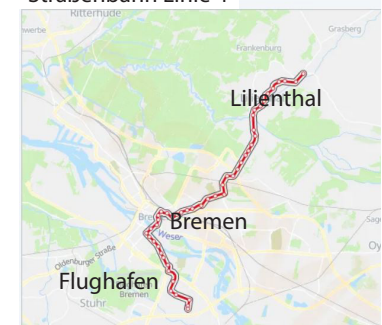 Straßenbahn Linie 4
Ritterhude
Grasberg
Frankenburg
Lilienthal
Bremen
Weser
Oldenburger Straße
Flughafen
Bremen
Stuhr